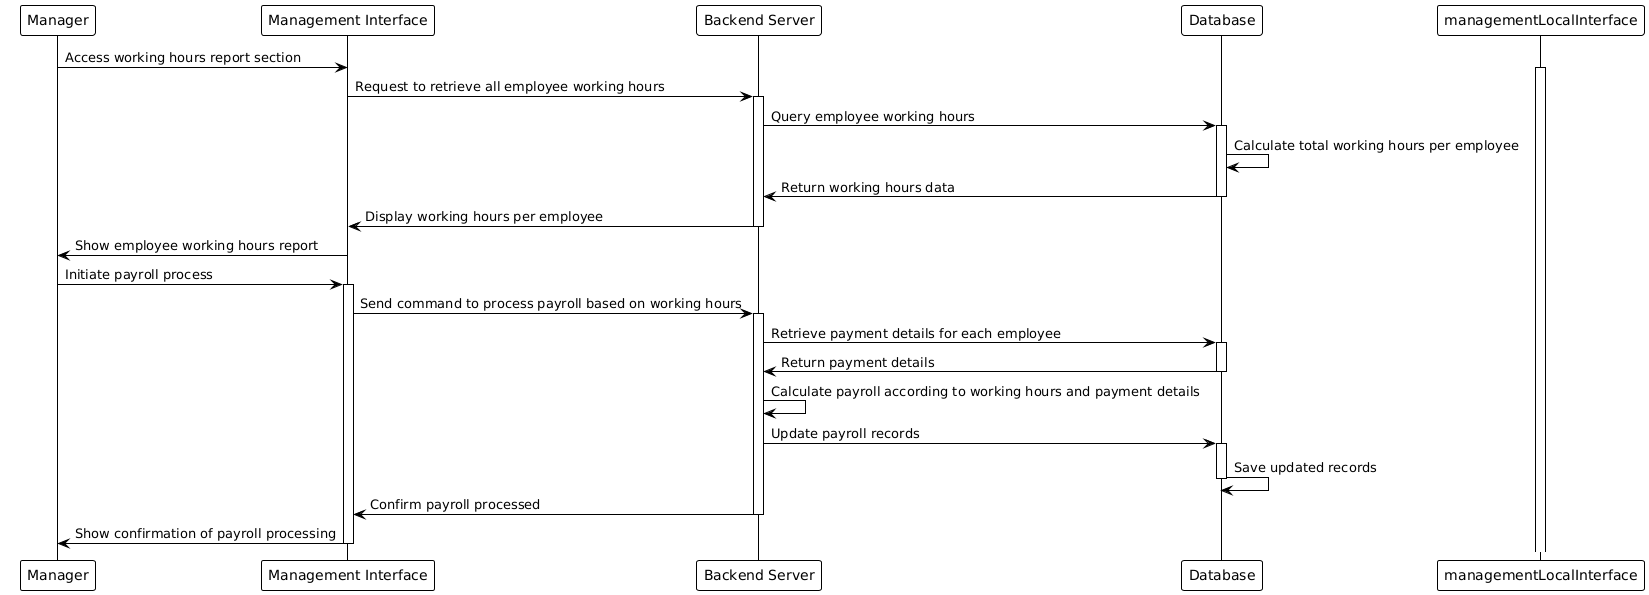 Manager
Management Interface
Backend Server
Database
managementLocalInterface
Access working hours report section
Request to retrieve all employee working hours
Query employee working hours
Calculate total working hours per employee
Return working hours data
Display working hours per employee
Show employee working hours report
Initiate payroll process
Send command to process payroll based on working hours
Retrieve payment details for each employee
Return payment details
Calculate payroll according to working hours and payment details
Update payroll records
Save updated records
Confirm payroll processed
Show confirmation of payroll processing
Manager
Management Interface
Backend Server
Database
managementLocalInterface